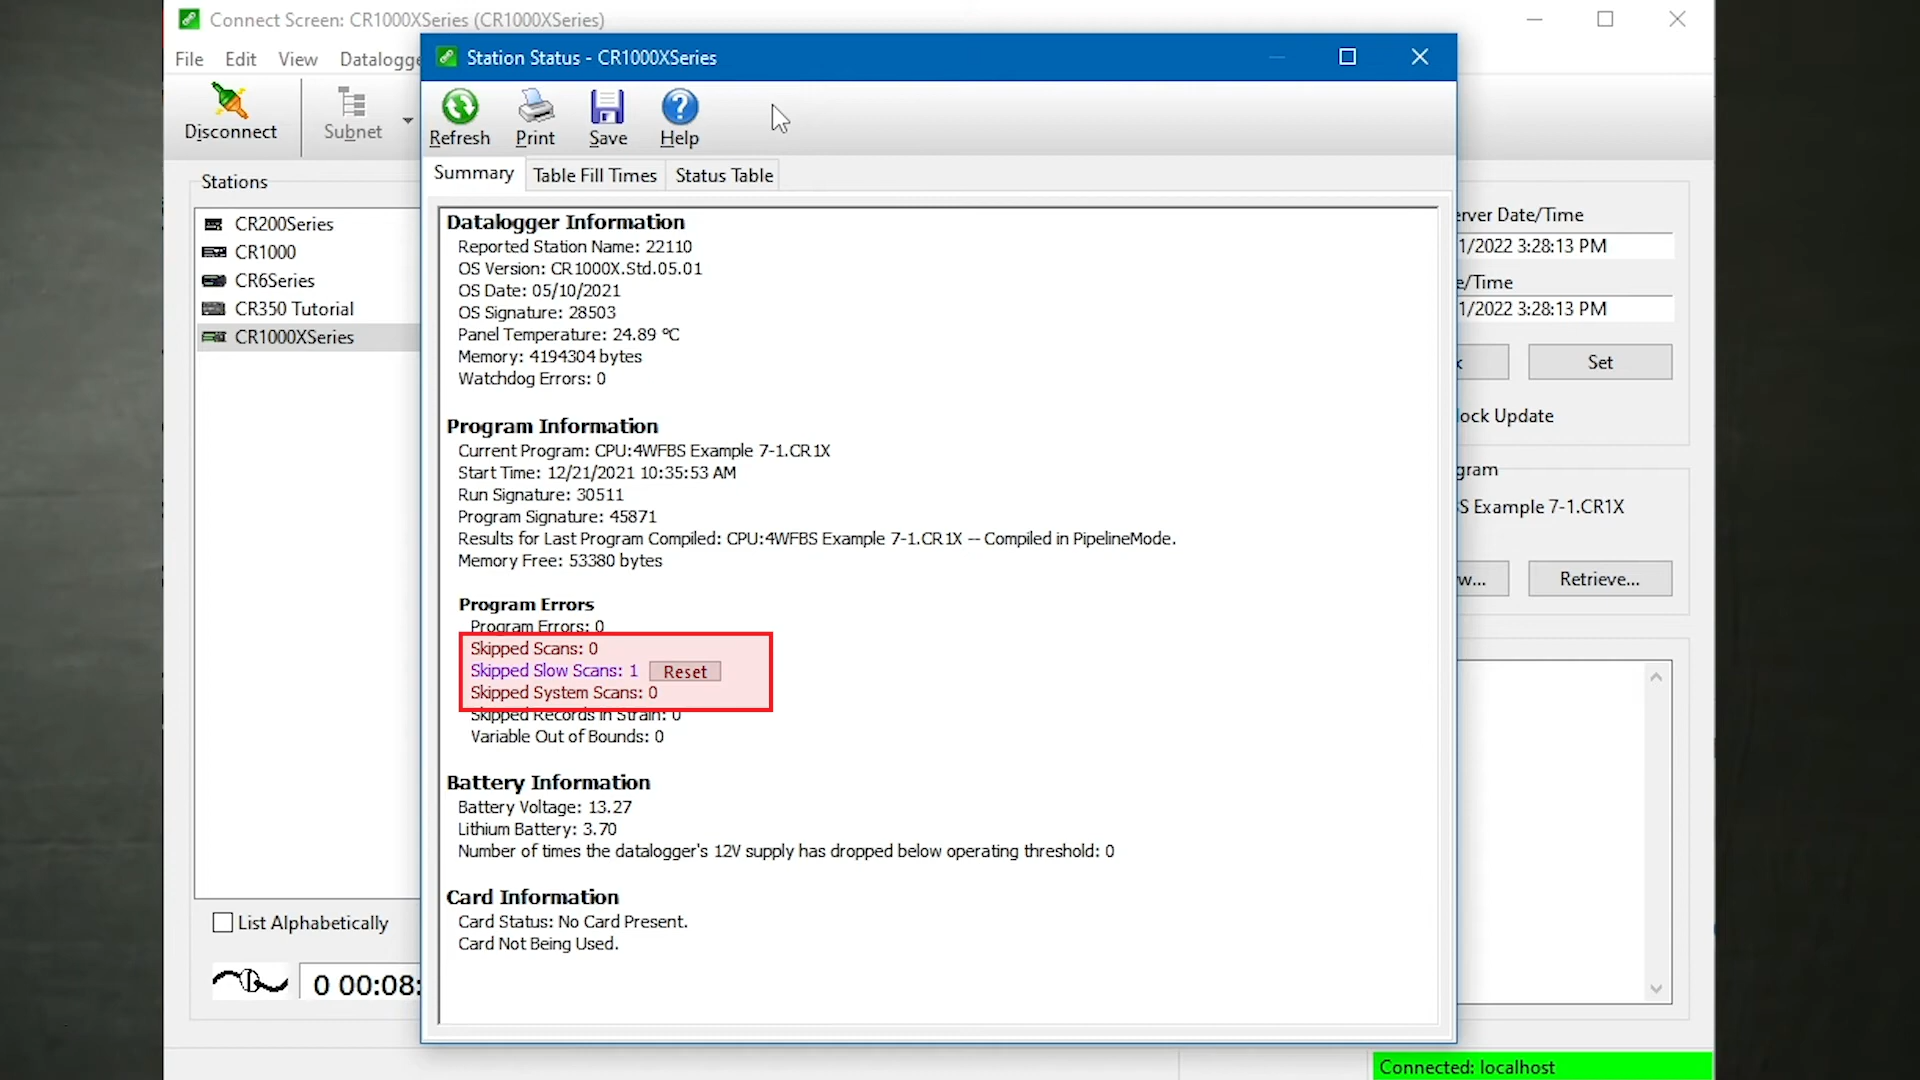 Connect Screen: CR1000XSeries (CR1000XSeries)
File Edit View Datalogge
Disconnect
Subnet
Stations
CR200Series
CR1000
CR6Series
CR350 Tutorial
CR1000XSeries
List Alphabetically
0 00:08:
Station Status - CR1000XSeries
Refresh Print Save Help
Summary Table Fill Times Status Table
Datalogger Information
Reported Station Name: 22110
OS Version: CR1000X.Std.05.01
OS Date: 05/10/2021
OS Signature: 28503
Panel Temperature: 24.89 ºC
Memory: 4194304 bytes
Watchdog Errors: 0
Program Information
Current Program: CPU:4WFBS Example 7-1.CR1X
Start Time: 12/21/2021 10:35:53 AM
Run Signature: 30511
Program Signature: 45871
Results for Last Program Compiled: CPU:4WFBS Example 7-1.CR1X -- Compiled in PipelineMode.
Memory Free: 53380 bytes
Program Errors
Program Errors: 0
Skipped Scans: 0
Skipped Slow Scans: 1 Reset
Skipped System Scans: 0
Skipped Records in Strain: 0
Variable Out of Bounds: 0
Battery Information
Battery Voltage: 13.27
Lithium Battery: 3.70
Number of times the datalogger's 12V supply has dropped below operating threshold: 0
Card Information
Card Status: No Card Present.
Card Not Being Used.
erver Date/Time
1/2022 3:28:13 PM
e/Time
1/2022 3:28:13 PM
Set
lock Update
gram
S Example 7-1.CR1X
w... Retrieve...
Connected: localhost